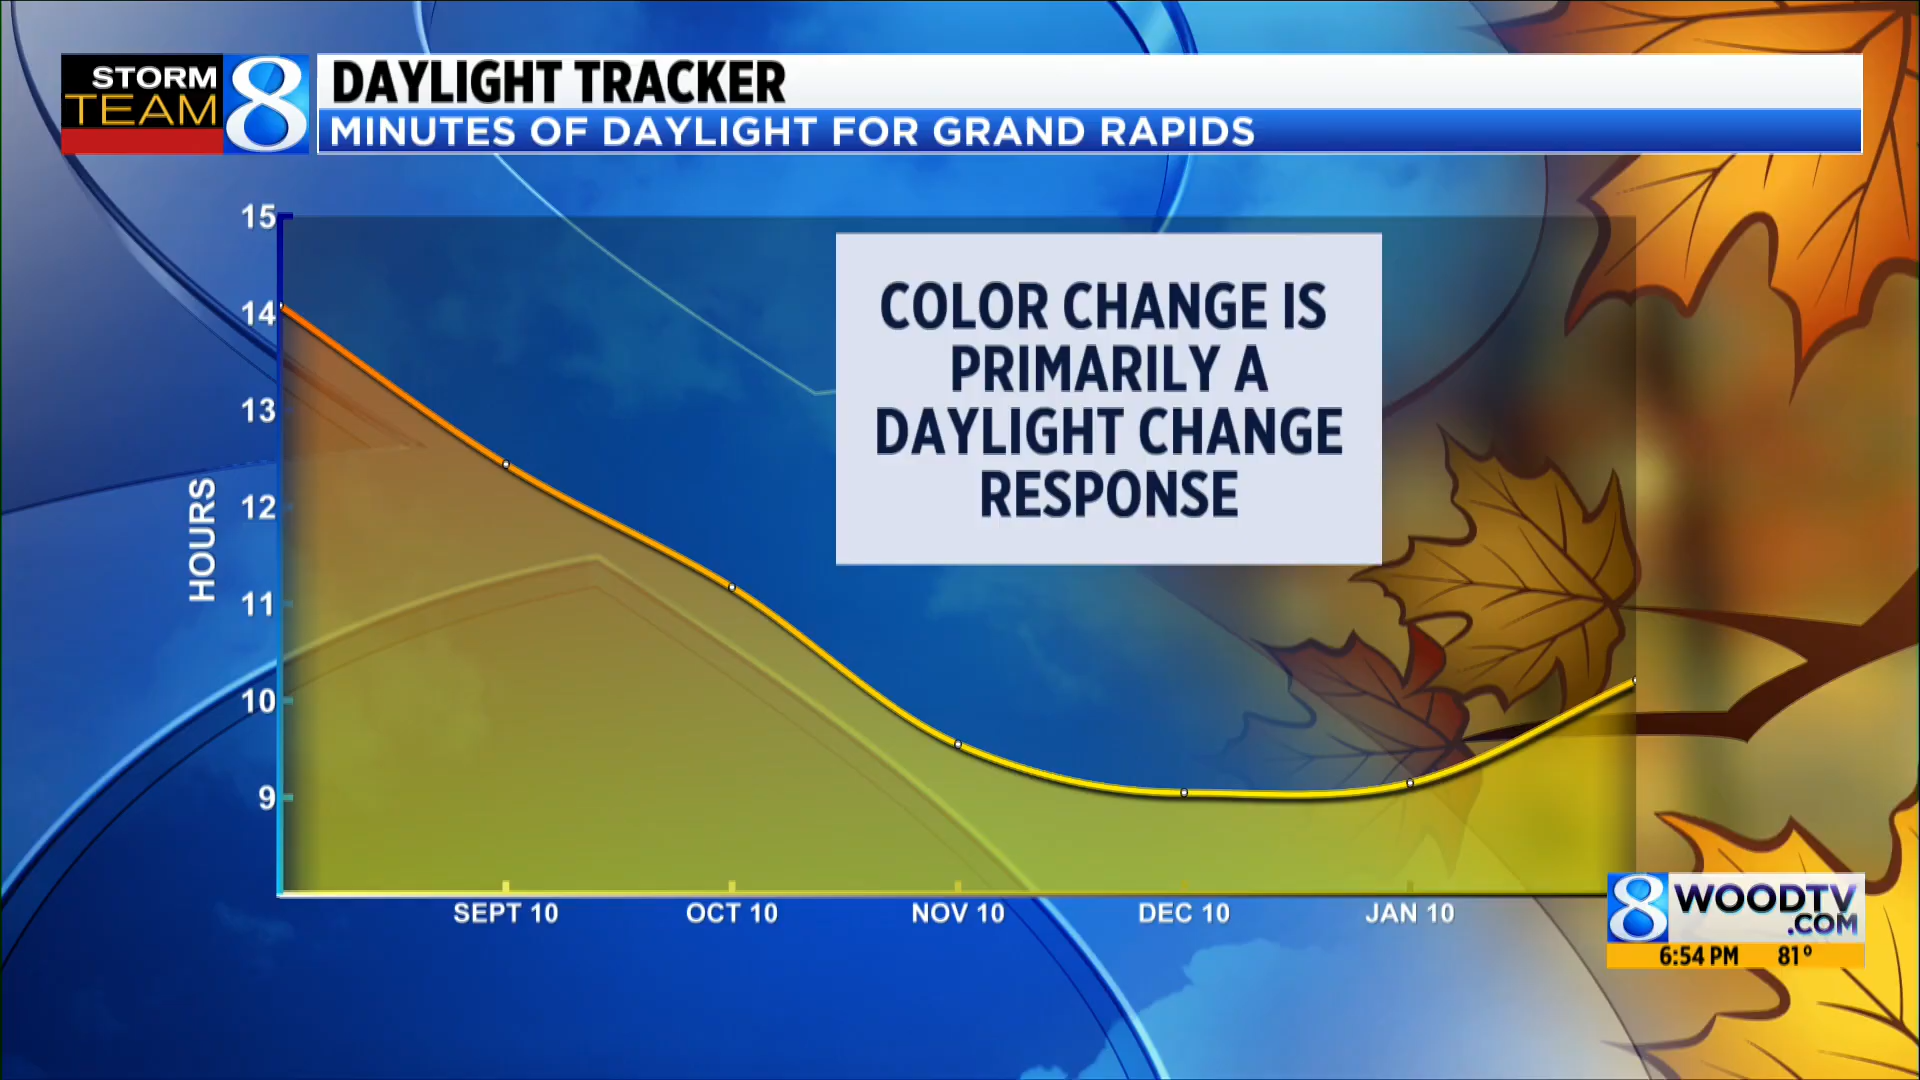 STORM
TEAM
8
DAYLIGHT TRACKER
MINUTES OF DAYLIGHT FOR GRAND RAPIDS
15
14
13
12
11
10
9
HOURS
COLOR CHANGE IS
PRIMARILY A
DAYLIGHT CHANGE
RESPONSE
SEPT 10
OCT 10
NOV 10
DEC 10
JAN 10
8 WOODTV
.COM
6:54 PM 81°